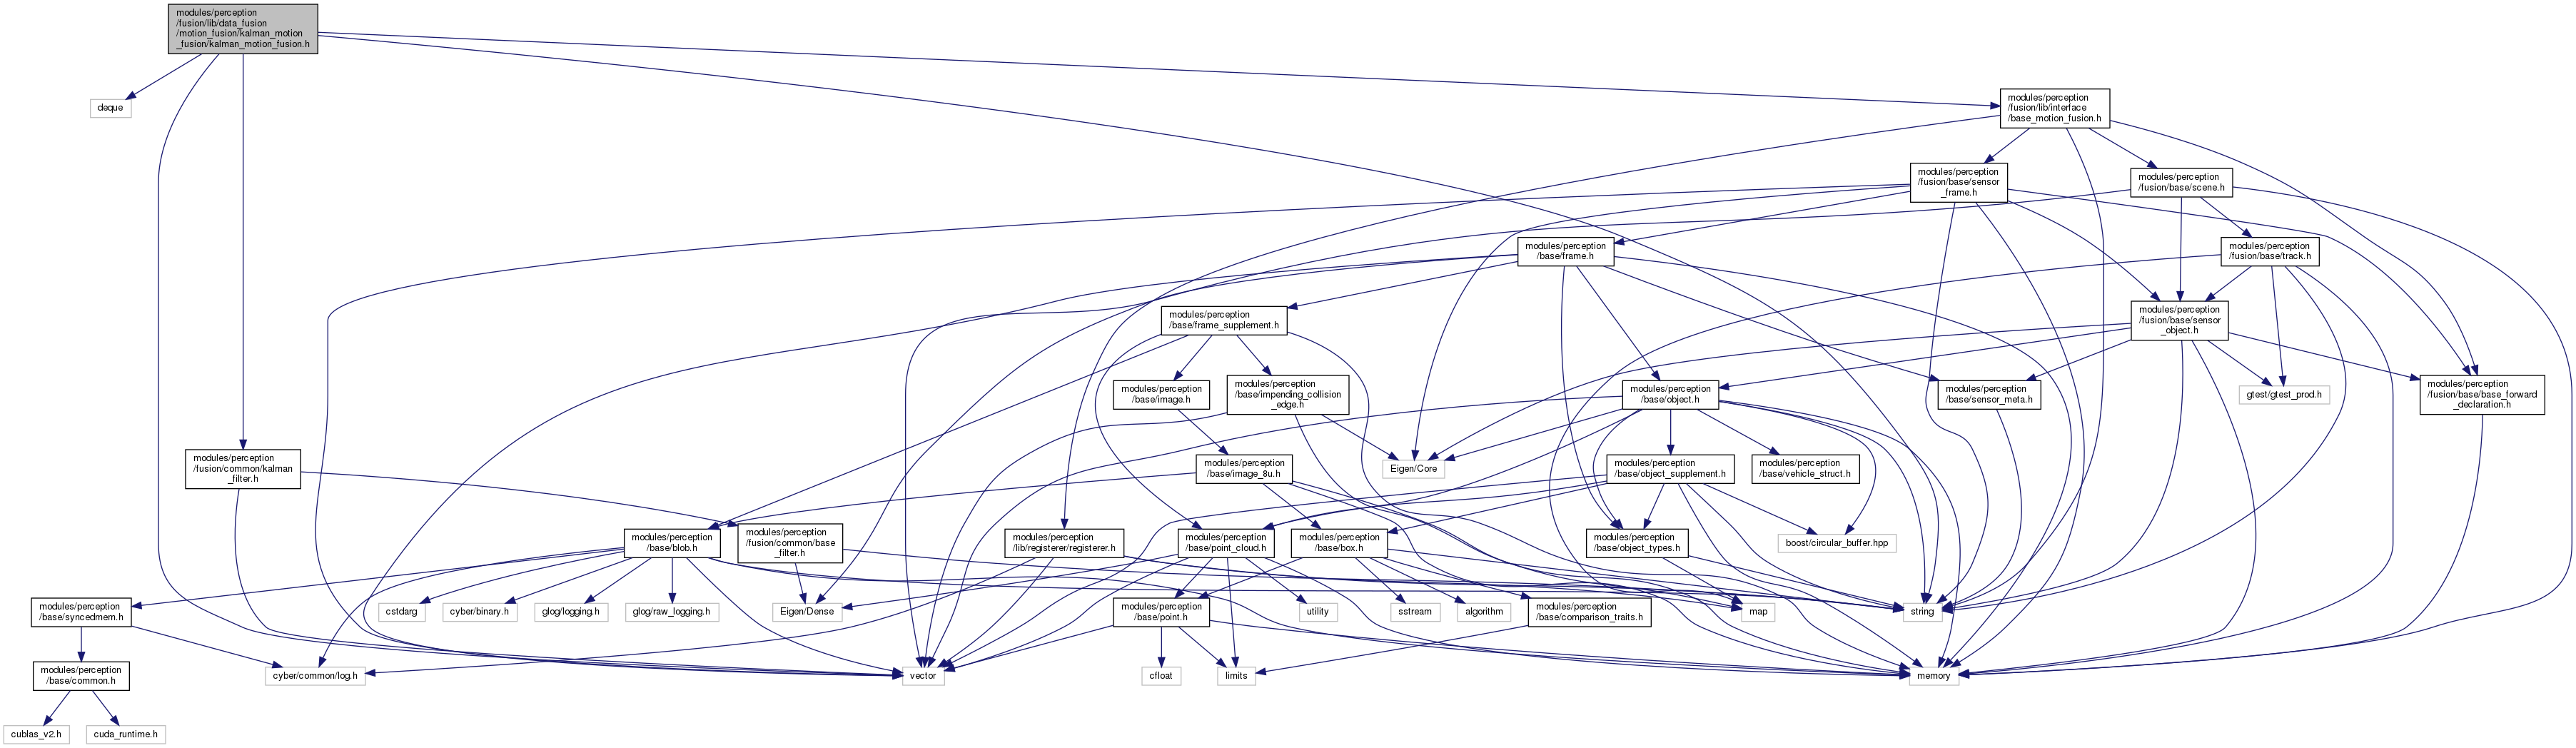 modules/perception
/fusion/lib/data_fusion
/motion_fusion/kalman_motion
_fusion/kalman_motion_fusion.h
deque
modules/perception
/fusion/lib/interface
/base_motion_fusion.h
modules/perception
/fusion/base/sensor
_frame.h
modules/perception
/fusion/base/scene.h
modules/perception
/base/frame.h
modules/perception
/fusion/base/track.h
modules/perception
/base/frame_supplement.h
modules/perception
/fusion/base/sensor
_object.h
modules/perception
/base/image.h
modules/perception
/base/impending_collision
_edge.h
modules/perception
/base/object.h
modules/perception
/base/sensor_meta.h
gtest/gtest_prod.h
modules/perception
/fusion/base/base_forward
_declaration.h
modules/perception
/fusion/common/kalman
_filter.h
modules/perception
/base/image_8u.h
Eigen/Core
modules/perception
/base/object_supplement.h
modules/perception
/base/vehicle_struct.h
modules/perception
/base/blob.h
modules/perception
/fusion/common/base
_filter.h
modules/perception
/lib/registerer/registerer.h
modules/perception
/base/point_cloud.h
modules/perception
/base/box.h
modules/perception
/base/object_types.h
boost/circular_buffer.hpp
modules/perception
/base/syncedmem.h
cstdarg
cyber/binary.h
glog/logging.h
glog/raw_logging.h
Eigen/Dense
modules/perception
/base/point.h
utility
sstream
algorithm
modules/perception
/base/comparison_traits.h
map
string
modules/perception
/base/common.h
cyber/common/log.h
vector
cfloat
limits
memory
cublas_v2.h
cuda_runtime.h